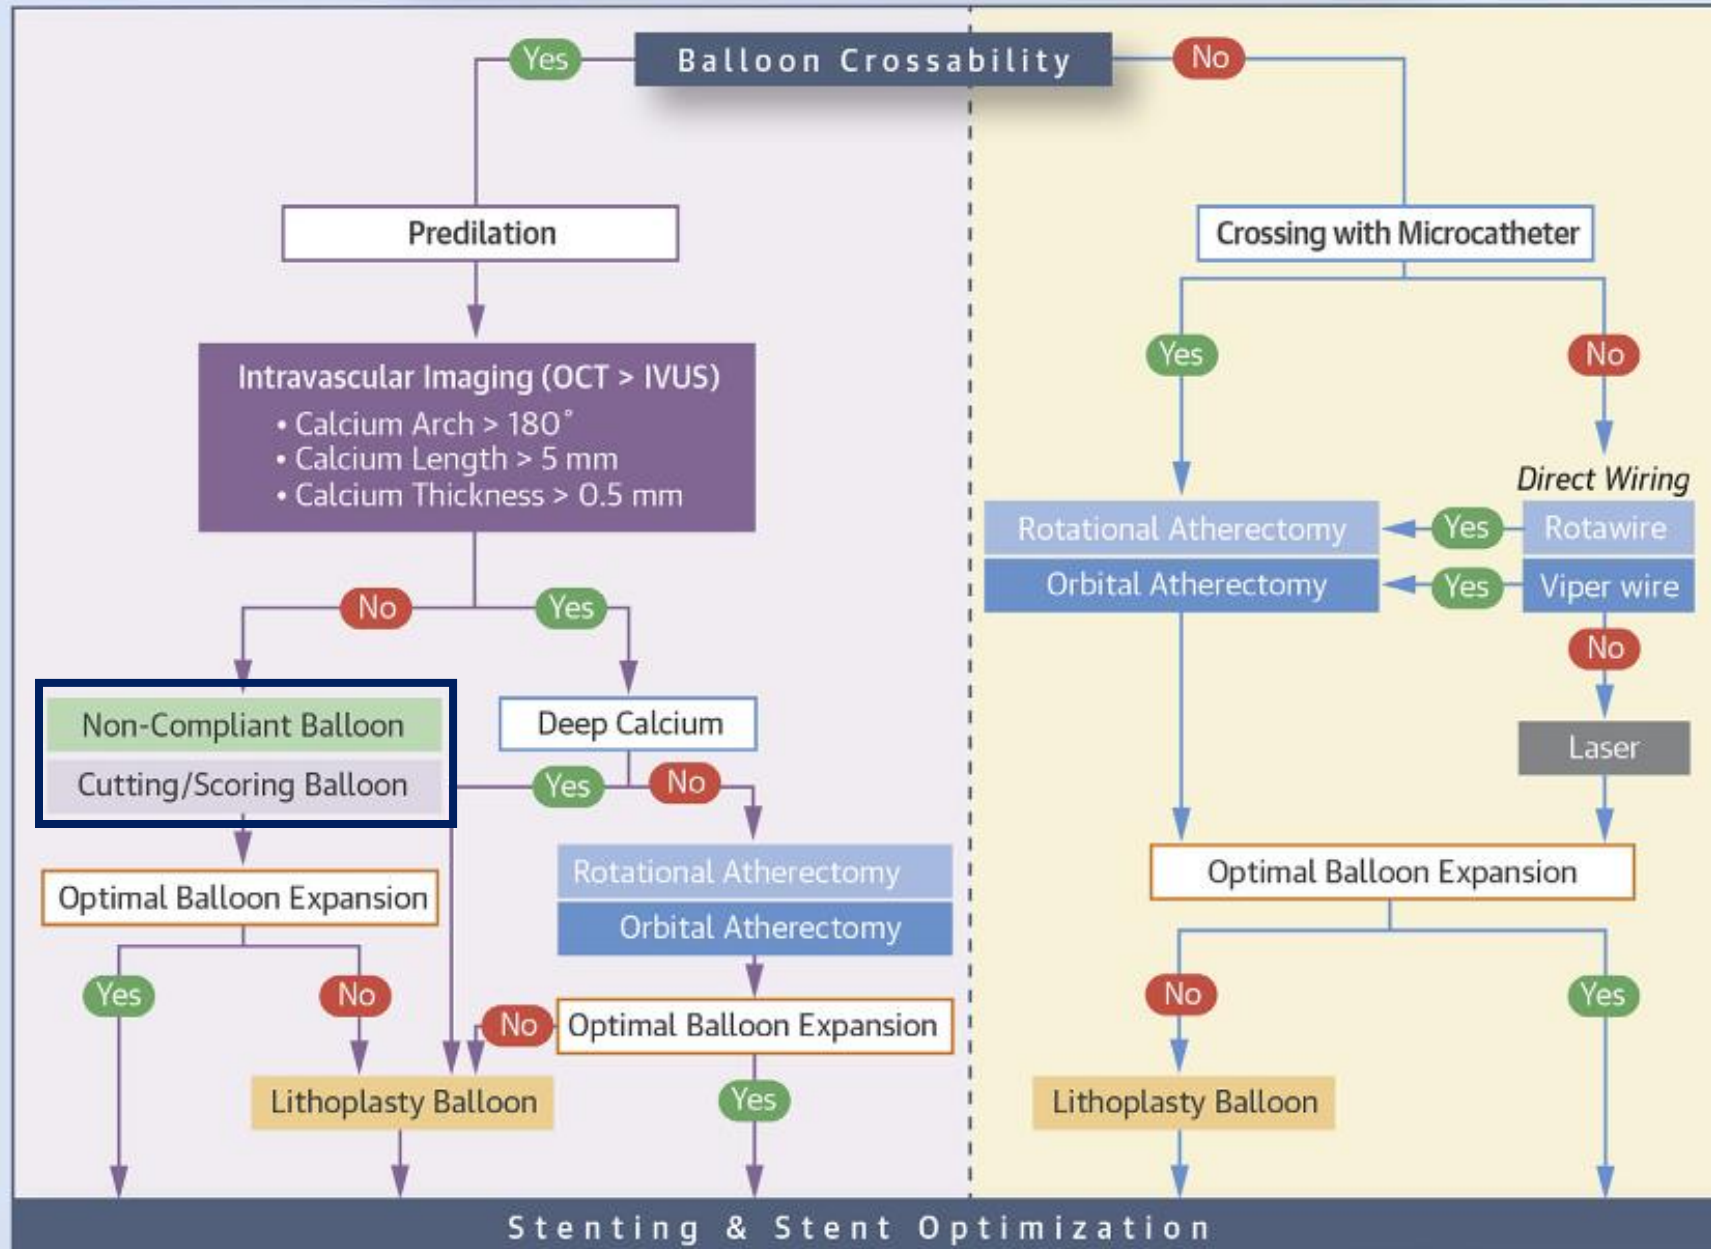 Balloon Crossability
Yes
No
Predilation
Crossing with Microcatheter
Intravascular Imaging (OCT > IVUS)
• Calcium Arch > 180°
• Calcium Length > 5 mm
• Calcium Thickness > 0.5 mm
Yes
No
Direct Wiring
Rotational Atherectomy
Yes
Rotawire
Orbital Atherectomy
Yes
Viper wire
No
Yes
No
Non-Compliant Balloon
Deep Calcium
Laser
Cutting/Scoring Balloon
Yes
No
Optimal Balloon Expansion
Rotational Atherectomy
Orbital Atherectomy
Optimal Balloon Expansion
Yes
No
No
Optimal Balloon Expansion
No
Yes
Lithoplasty Balloon
Yes
Lithoplasty Balloon
Stenting & Stent Optimization